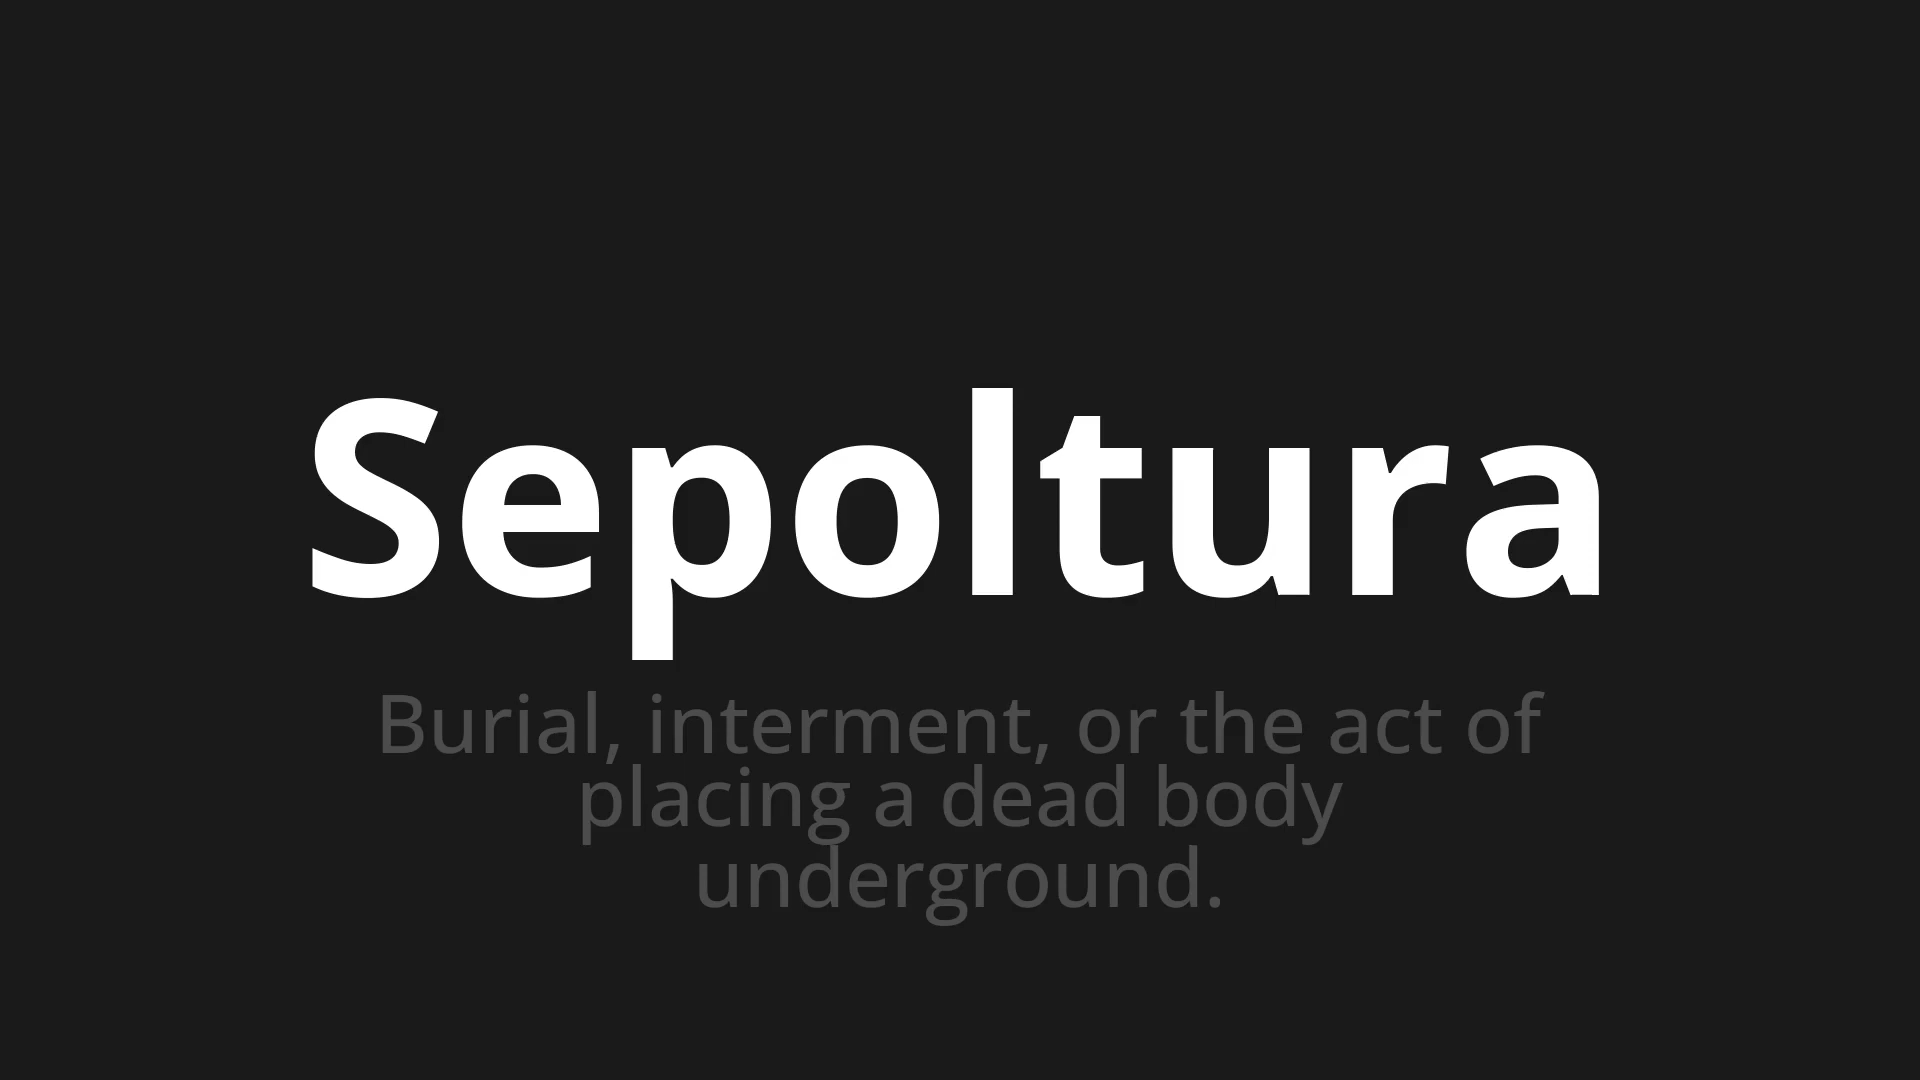 Sepoltura
Burial, interment, or the act of
placing a dead body
underground.